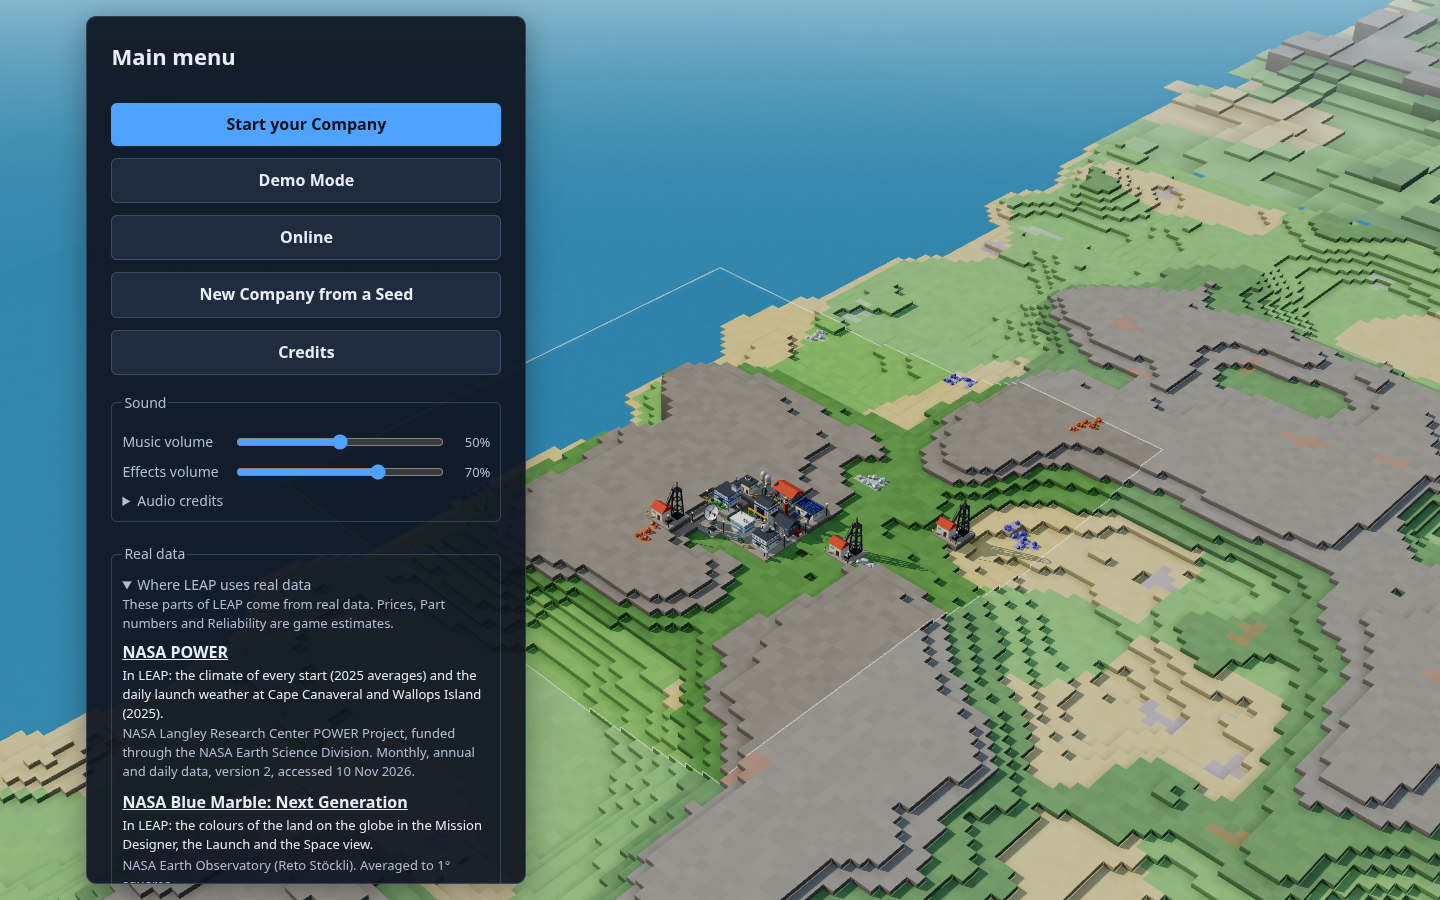 Main menu
Start your Company
Demo Mode
Online
New Company from a Seed
Credits
Sound
Music volume 50%
Effects volume 70%
▶ Audio credits
Real data
▼ Where LEAP uses real data
These parts of LEAP come from real data. Prices, Part
numbers and Reliability are game estimates.
NASA POWER
In LEAP: the climate of every start (2025 averages) and the
daily launch weather at Cape Canaveral and Wallops Island
(2025).
NASA Langley Research Center POWER Project, funded
through the NASA Earth Science Division. Monthly, annual
and daily data, version 2, accessed 10 Nov 2026.
NASA Blue Marble: Next Generation
In LEAP: the colours of the land on the globe in the Mission
Designer, the Launch and the Space view.
NASA Earth Observatory (Reto Stöckli). Averaged to 1°